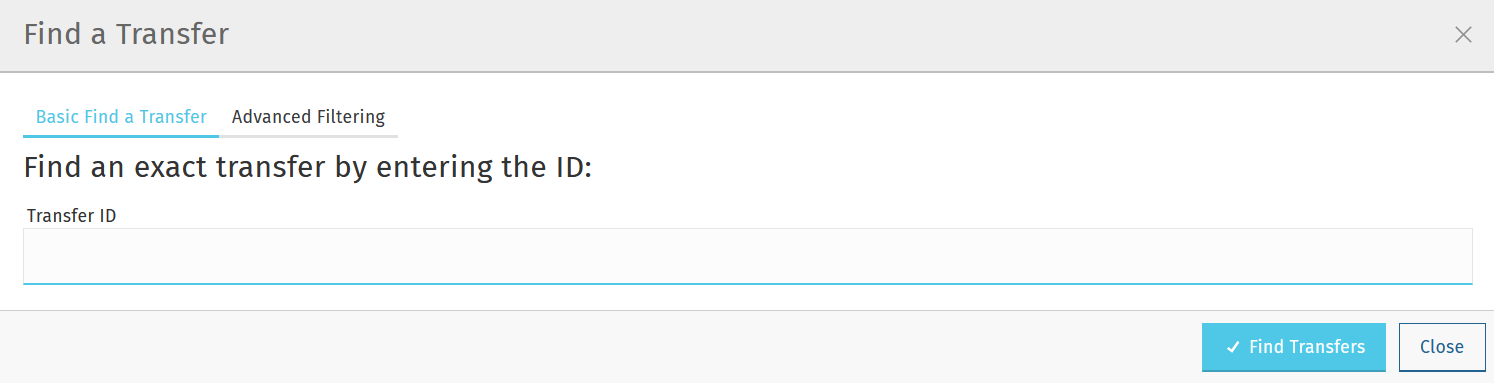 Find a Transfer
Basic Find a Transfer Advanced Filtering
Find an exact transfer by entering the ID:
Transfer ID
Find Transfers Close